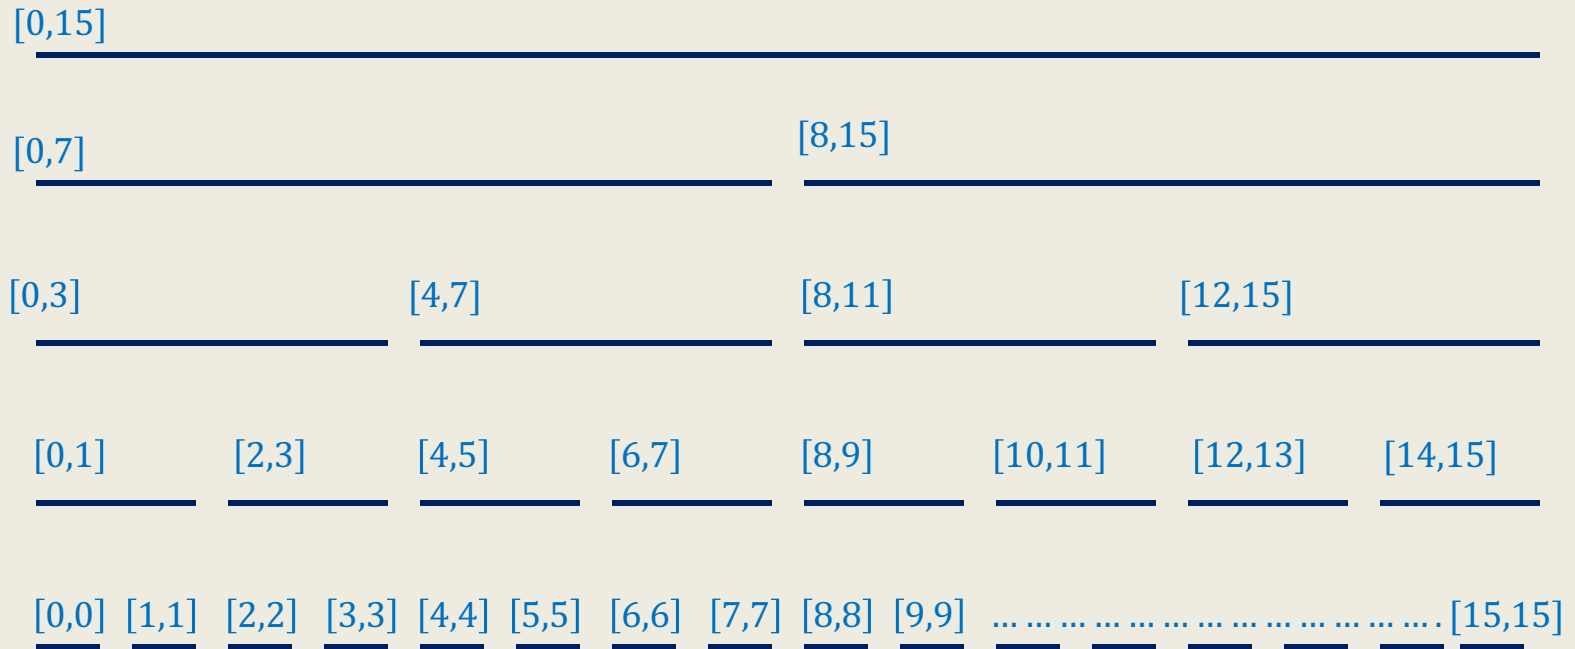 [0,15]
[0,7] [8,15]
[0,3] [4,7] [8,11] [12,15]
[0,1] [2,3] [4,5] [6,7] [8,9] [10,11] [12,13] [14,15]
[0,0] [1,1] [2,2] [3,3] [4,4] [5,5] [6,6] [7,7] [8,8] [9,9] … … … … … … … … … … … … … . [15,15]